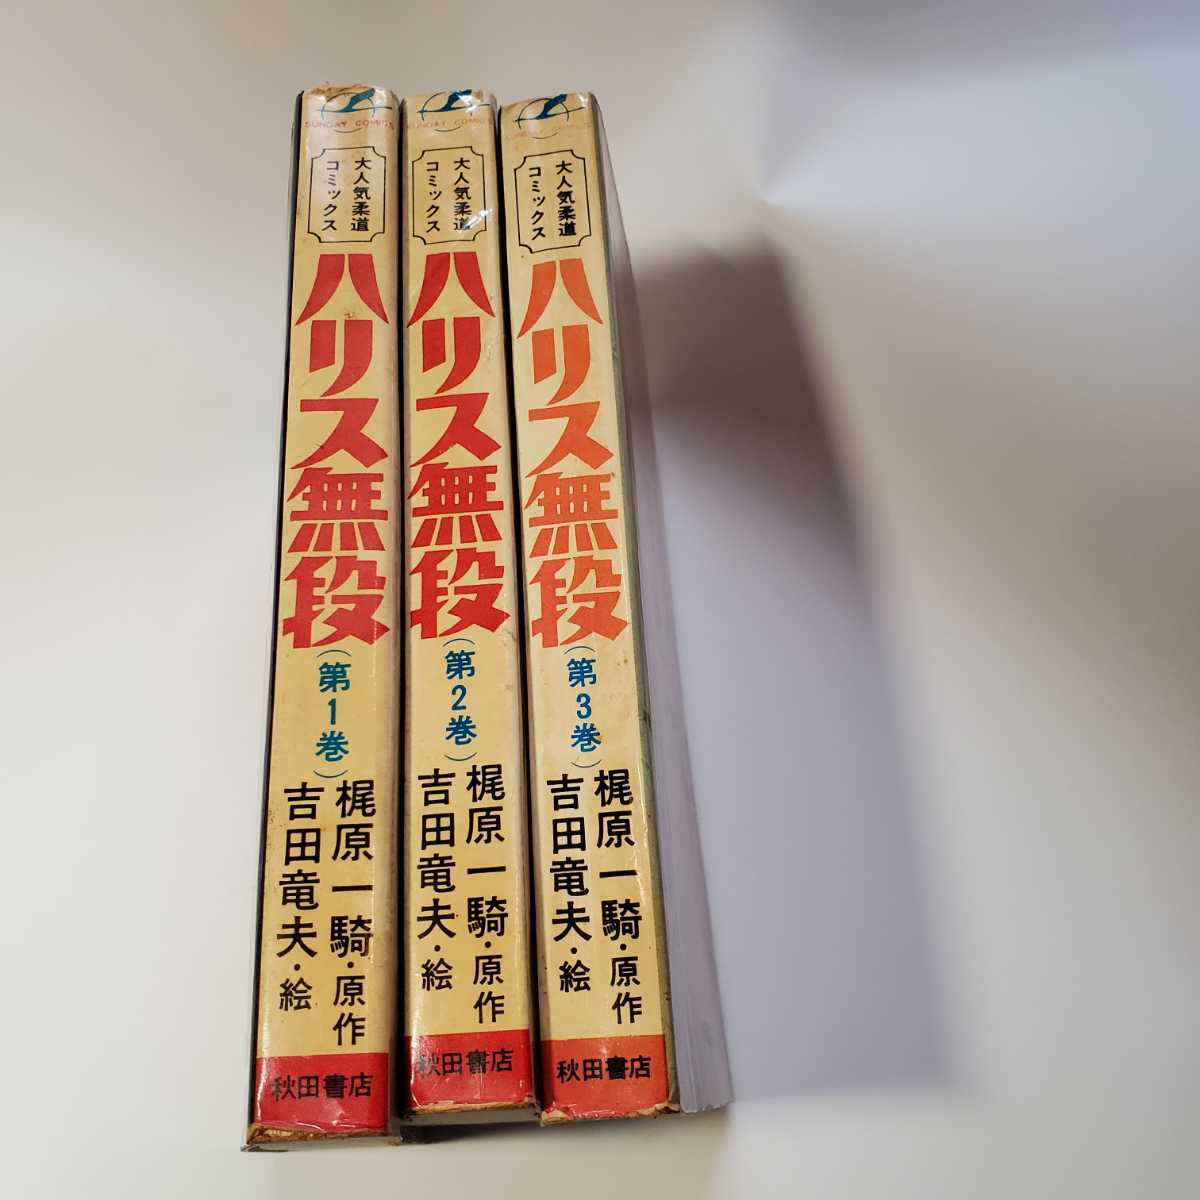 SUNDAY COMICS
大人気柔道
コミックス
ハリス無段
(第1巻)
梶原一騎・原作
吉田竜夫・絵
秋田書店
SUNDAY COMICS
大人気柔道
コミックス
ハリス無段
(第2巻)
梶原一騎・原作
吉田竜夫・絵
秋田書店
SUNDAY COMICS
大人気柔道
コミックス
ハリス無段
(第3巻)
梶原一騎・原作
吉田竜夫・絵
秋田書店